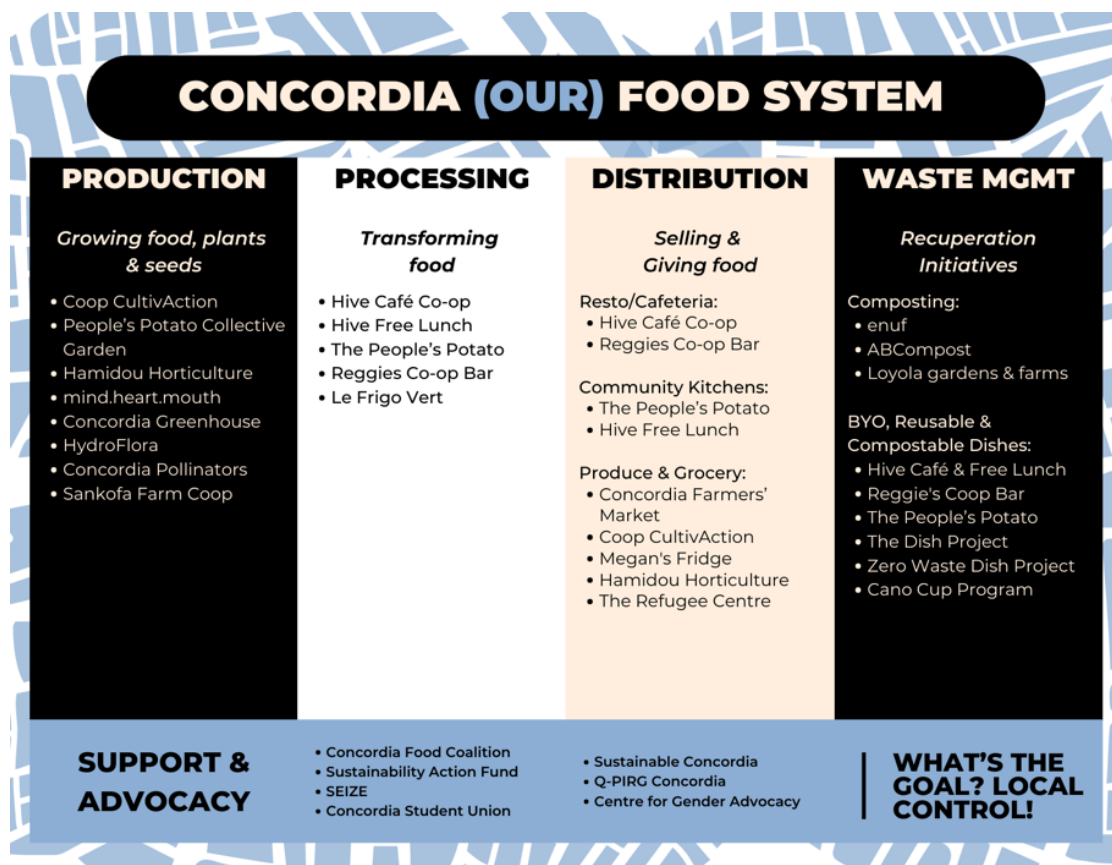 CONCORDIA (OUR) FOOD SYSTEM
PRODUCTION
Growing food, plants
& seeds
• Coop CultivAction
• People's Potato Collective
Garden
• Hamidou Horticulture
• mind.heart.mouth
• Concordia Greenhouse
• HydroFlora
• Concordia Pollinators
• Sankofa Farm Coop
PROCESSING
Transforming
food
• Hive Café Co-op
• Hive Free Lunch
• The People's Potato
• Reggies Co-op Bar
• Le Frigo Vert
DISTRIBUTION
Selling &
Giving food
Resto/Cafeteria:
• Hive Café Co-op
• Reggies Co-op Bar
Community Kitchens:
• The People's Potato
• Hive Free Lunch
Produce & Grocery:
• Concordia Farmers'
Market
• Coop CultivAction
• Megan's Fridge
• Hamidou Horticulture
• The Refugee Centre
WASTE MGMT
Recuperation
Initiatives
Composting:
• enuf
• ABCompost
• Loyola gardens & farms
BYO, Reusable &
Compostable Dishes:
• Hive Café & Free Lunch
• Reggie's Coop Bar
• The People's Potato
• The Dish Project
• Zero Waste Dish Project
• Cano Cup Program
SUPPORT &
ADVOCACY
• Concordia Food Coalition
• Sustainability Action Fund
• SEIZE
• Concordia Student Union
• Sustainable Concordia
• Q-PIRG Concordia
• Centre for Gender Advocacy
WHAT'S THE
GOAL? LOCAL
CONTROL!